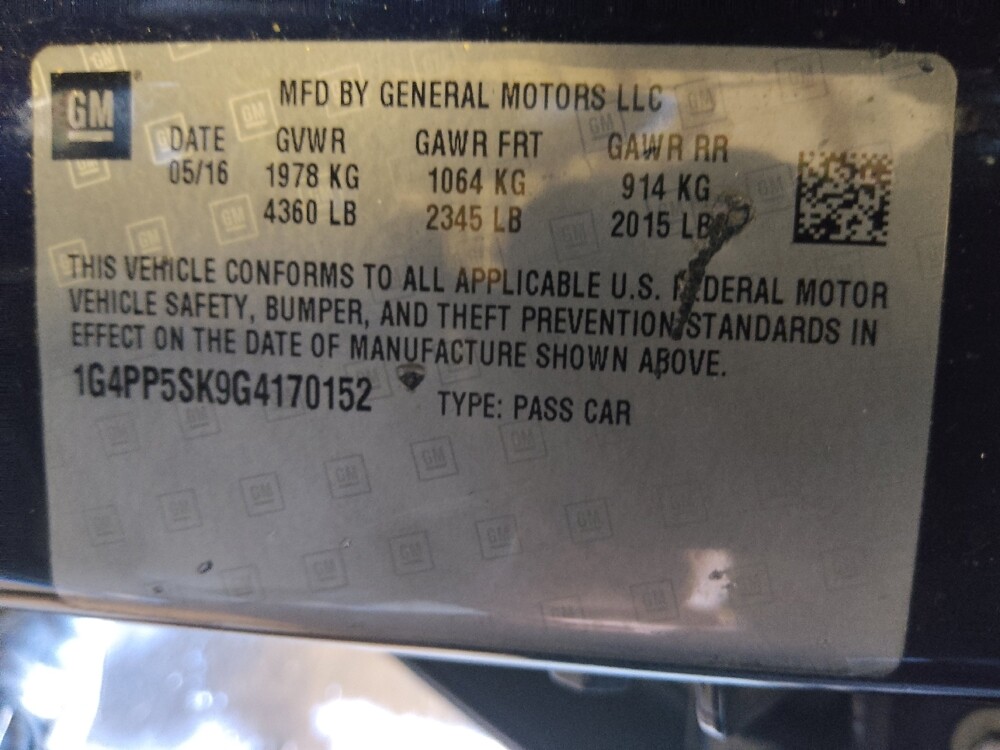 GM
MFD BY GENERAL MOTORS LLC
DATE GVWR GAWR FRT GAWR RR
05/16 1978 KG 1064 KG 914 KG
4360 LB 2345 LB 2015 LB
THIS VEHICLE CONFORMS TO ALL APPLICABLE U.S. FEDERAL MOTOR
VEHICLE SAFETY, BUMPER, AND THEFT PREVENTION STANDARDS IN
EFFECT ON THE DATE OF MANUFACTURE SHOWN ABOVE.
1G4PP5SK9G4170152 TYPE: PASS CAR